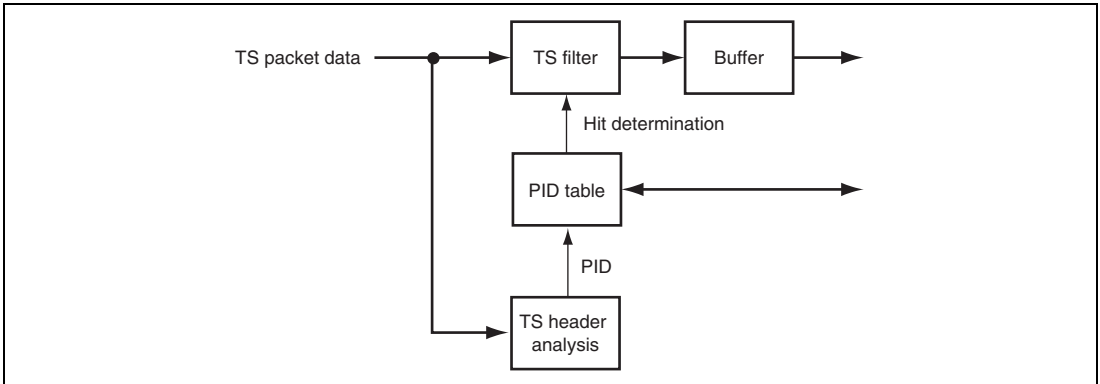 TS packet data
TS filter
Buffer
Hit determination
PID table
PID
TS header
analysis